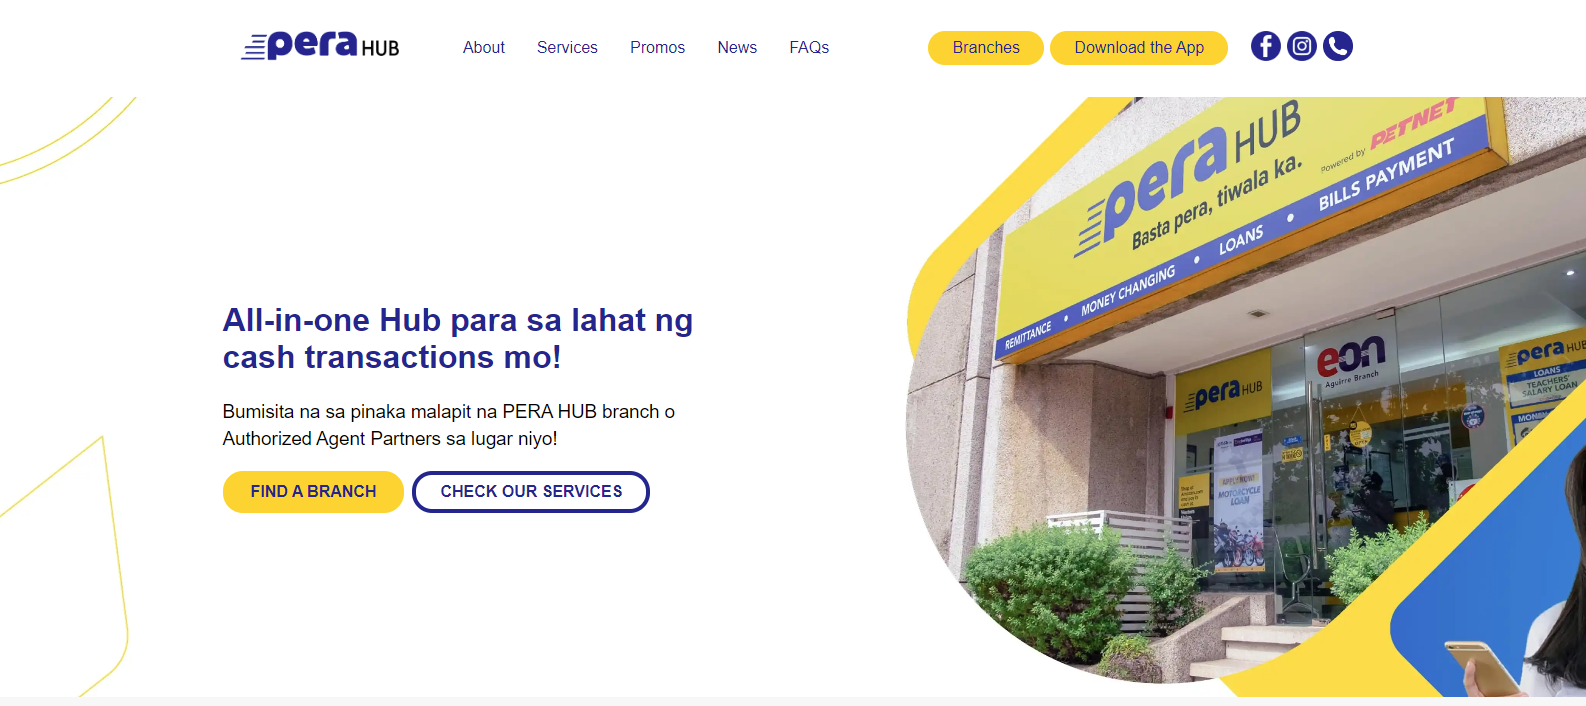 pera HUB
About
Services
Promos
News
FAQs
Branches
Download the App
All-in-one Hub para sa lahat ng
cash transactions mo!
Bumisita na sa pinaka malapit na PERA HUB branch o
Authorized Agent Partners sa lugar niyo!
FIND A BRANCH
CHECK OUR SERVICES
pera HUB
Basta pera, tiwala ka.
Powered by PETNET
REMITTANCE • MONEY CHANGING • LOANS • BILLS PAYMENT
pera HUB
eon
Aguirre Branch
pera HUB
LOANS
TEACHERS'
SALARY LOAN
APPLY NOW!
MOTORCYCLE
LOAN